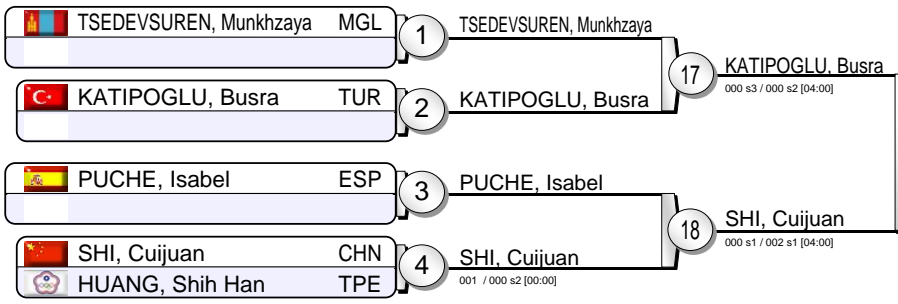 TSEDEVSUREN, Munkhzaya MGL
1
TSEDEVSUREN, Munkhzaya
17
KATIPOGLU, Busra
000 s3 / 000 s2 [04:00]
KATIPOGLU, Busra TUR
2
KATIPOGLU, Busra
PUCHE, Isabel ESP
3
PUCHE, Isabel
18
SHI, Cuijuan
000 s1 / 002 s1 [04:00]
SHI, Cuijuan CHN
HUANG, Shih Han TPE
4
SHI, Cuijuan
001 / 000 s2 [00:00]